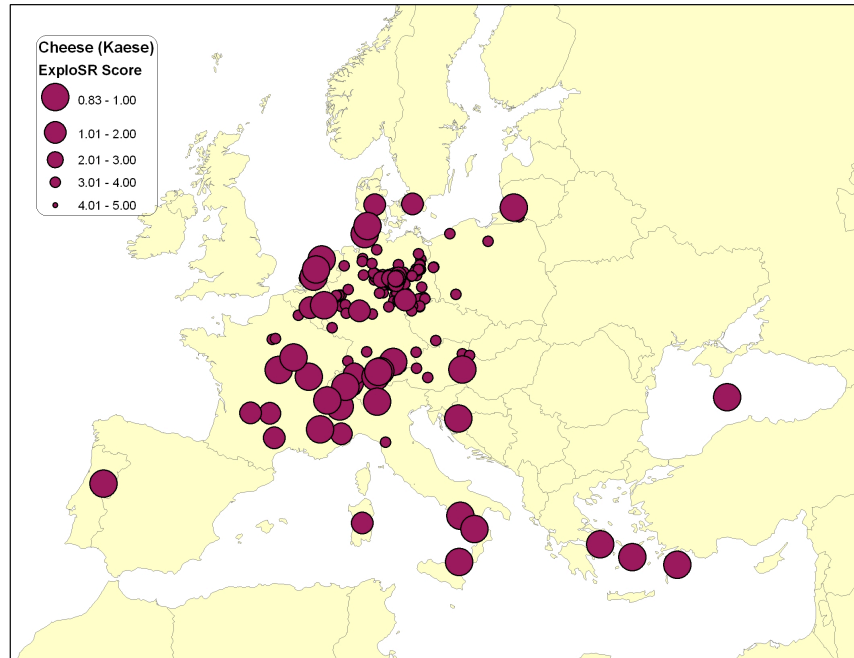 Cheese (Kaese)
ExploSR Score
0.83 - 1.00
1.01 - 2.00
2.01 - 3.00
3.01 - 4.00
4.01 - 5.00